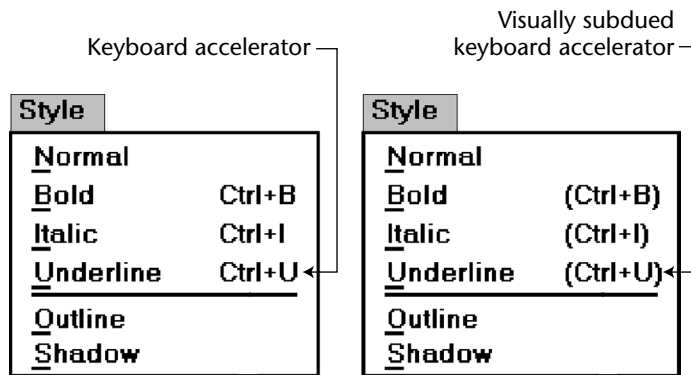 Keyboard accelerator
Visually subdued
keyboard accelerator
Style
Normal
Bold Ctrl+B
Italic Ctrl+I
Underline Ctrl+U
Outline
Shadow
Style
Normal
Bold (Ctrl+B)
Italic (Ctrl+I)
Underline (Ctrl+U)
Outline
Shadow